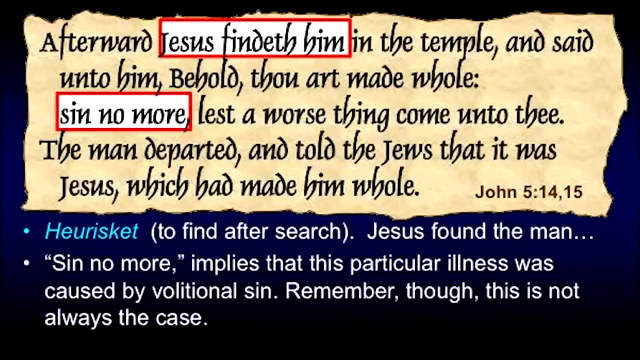 Afterward Jesus findeth him in the temple, and said
unto him, Behold, thou art made whole:
sin no more, lest a worse thing come unto thee.
The man departed, and told the Jews that it was
Jesus, which had made him whole.
John 5:14,15
• Heurisket (to find after search). Jesus found the man…
• “Sin no more,” implies that this particular illness was
caused by volitional sin. Remember, though, this is not
always the case.